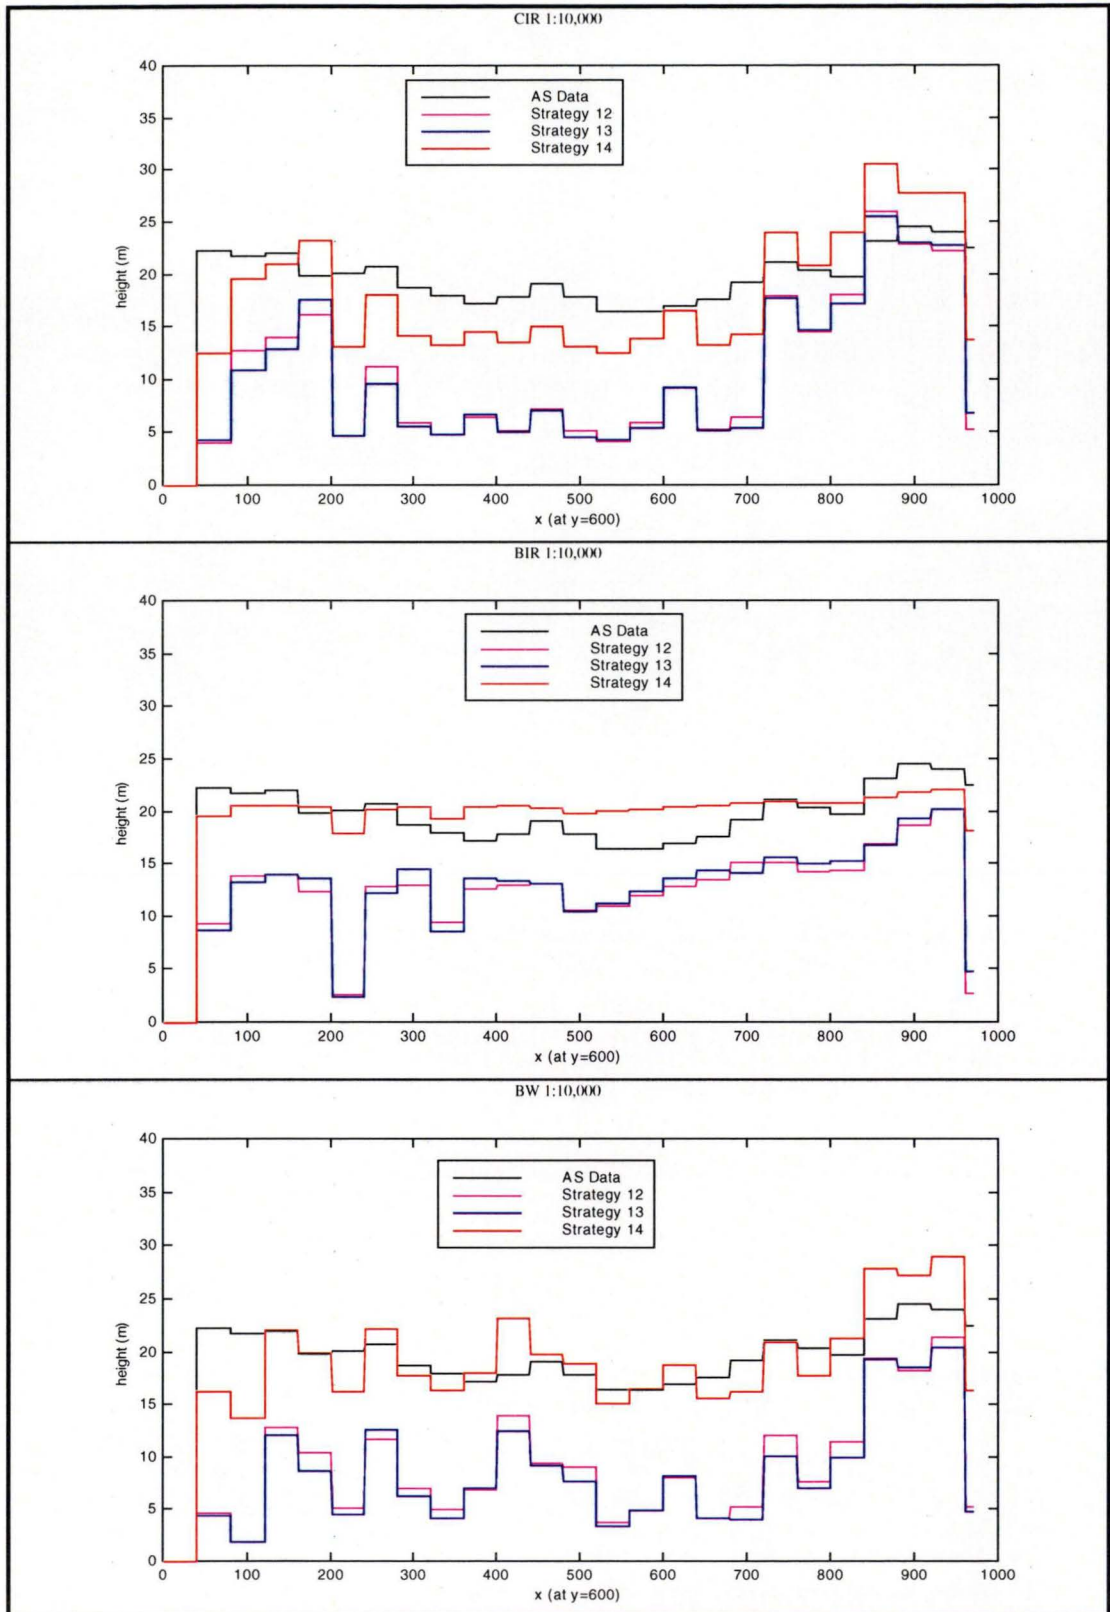 CIR 1:10,000
40
35
30
25
20
15
10
5
0
height (m)
AS Data
Strategy 12
Strategy 13
Strategy 14
0 100 200 300 400 500 600 700 800 900 1000
x (at y=600)
BIR 1:10,000
40
35
30
25
20
15
10
5
0
height (m)
AS Data
Strategy 12
Strategy 13
Strategy 14
0 100 200 300 400 500 600 700 800 900 1000
x (at y=600)
BW 1:10,000
40
35
30
25
20
15
10
5
0
height (m)
AS Data
Strategy 12
Strategy 13
Strategy 14
0 100 200 300 400 500 600 700 800 900 1000
x (at y=600)